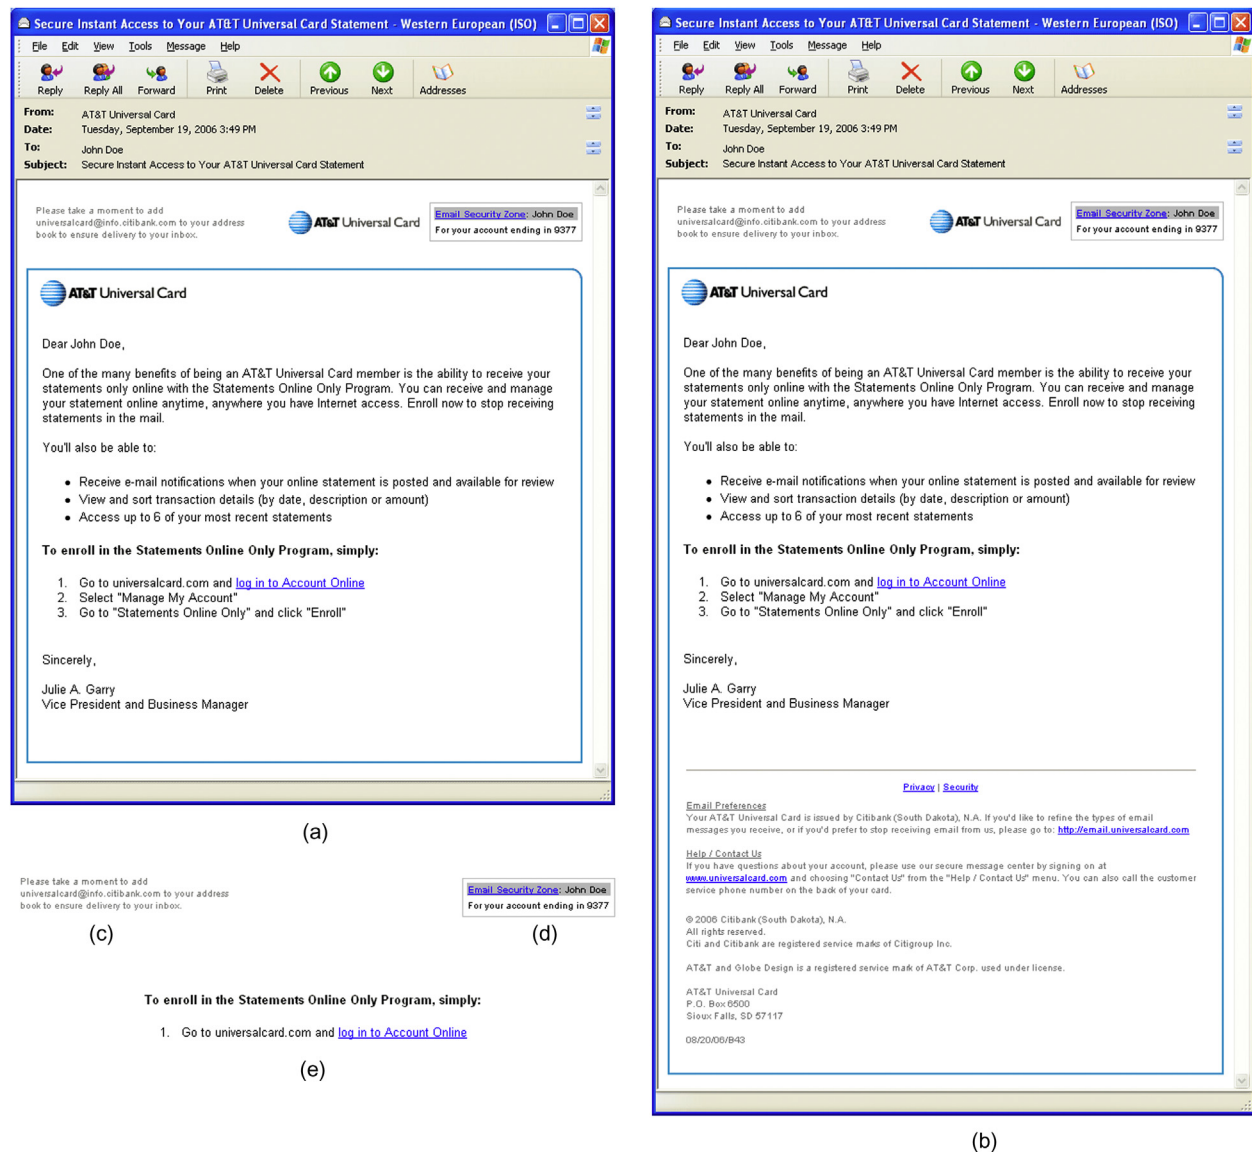 Secure Instant Access to Your AT&T Universal Card Statement - Western European (ISO)
File Edit View Tools Message Help
Reply Reply All Forward Print Delete Previous Next Addresses
From: AT&T Universal Card
Date: Tuesday, September 19, 2006 3:49 PM
To: John Doe
Subject: Secure Instant Access to Your AT&T Universal Card Statement
Please take a moment to add
universalcard@info.citibank.com to your address
book to ensure delivery to your inbox.
AT&T Universal Card
Email Security Zone: John Doe
For your account ending in 9377
AT&T Universal Card
Dear John Doe,
One of the many benefits of being an AT&T Universal Card member is the ability to receive your
statements only online with the Statements Online Only Program. You can receive and manage
your statement online anytime, anywhere you have Internet access. Enroll now to stop receiving
statements in the mail.
You'll also be able to:
• Receive e-mail notifications when your online statement is posted and available for review
• View and sort transaction details (by date, description or amount)
• Access up to 6 of your most recent statements
To enroll in the Statements Online Only Program, simply:
1. Go to universalcard.com and log in to Account Online
2. Select "Manage My Account"
3. Go to "Statements Online Only" and click "Enroll"
Sincerely,
Julie A. Garry
Vice President and Business Manager
(a)
Please take a moment to add
universalcard@info.citibank.com to your address
book to ensure delivery to your inbox.
(c)
Email Security Zone: John Doe
For your account ending in 9377
(d)
To enroll in the Statements Online Only Program, simply:
1. Go to universalcard.com and log in to Account Online
(e)
Secure Instant Access to Your AT&T Universal Card Statement - Western European (ISO)
File Edit View Tools Message Help
Reply Reply All Forward Print Delete Previous Next Addresses
From: AT&T Universal Card
Date: Tuesday, September 19, 2006 3:49 PM
To: John Doe
Subject: Secure Instant Access to Your AT&T Universal Card Statement
Please take a moment to add
universalcard@info.citibank.com to your address
book to ensure delivery to your inbox.
AT&T Universal Card
Email Security Zone: John Doe
For your account ending in 9377
AT&T Universal Card
Dear John Doe,
One of the many benefits of being an AT&T Universal Card member is the ability to receive your
statements only online with the Statements Online Only Program. You can receive and manage
your statement online anytime, anywhere you have Internet access. Enroll now to stop receiving
statements in the mail.
You'll also be able to:
• Receive e-mail notifications when your online statement is posted and available for review
• View and sort transaction details (by date, description or amount)
• Access up to 6 of your most recent statements
To enroll in the Statements Online Only Program, simply:
1. Go to universalcard.com and log in to Account Online
2. Select "Manage My Account"
3. Go to "Statements Online Only" and click "Enroll"
Sincerely,
Julie A. Garry
Vice President and Business Manager
Privacy | Security
Email Preferences
Your AT&T Universal Card is issued by Citibank (South Dakota), N.A. If you'd like to refine the types of email
messages you receive, or if you'd prefer to stop receiving email from us, please go to: http://email.universalcard.com
Help / Contact Us
If you have questions about your account, please use our secure message center by signing on at
www.universalcard.com and choosing "Contact Us" from the "Help / Contact Us" menu. You can also call the customer
service phone number on the back of your card.
© 2006 Citibank (South Dakota), N.A.
All rights reserved.
Citi and Citibank are registered service marks of Citigroup Inc.
AT&T and Globe Design is a registered service mark of AT&T Corp. used under license.
AT&T Universal Card
P.O. Box 6500
Sioux Falls, SD 57117
08/20/06/B43
(b)